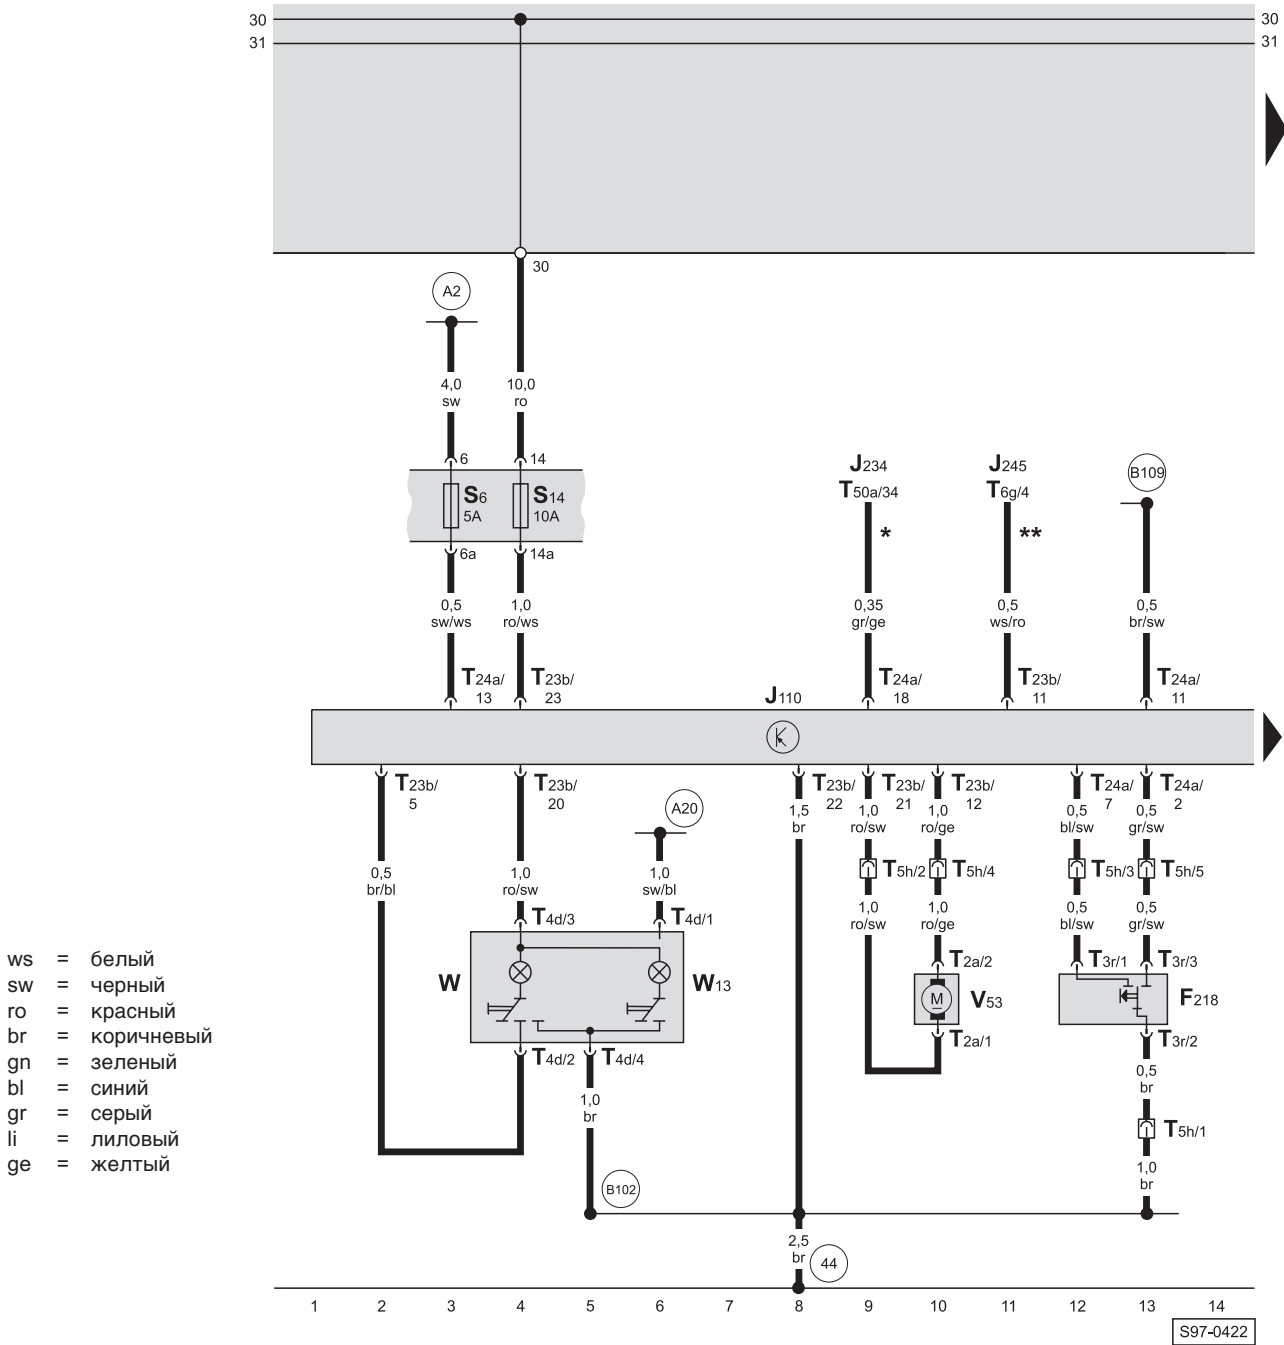 30 30
31 31
30
A2
4,0 10,0
sw ro
6 14
S6 S14
5A 10A
6a 14a
J234 J245 B109
T50a/34 T6g/4
* **
0,5 1,0 0,35 0,5 0,5
sw/ws ro/ws gr/ge ws/ro br/sw
T24a/ T23b/ J110 T24a/ T23b/ T24a/
13 23 18 11 11
T23b/ T23b/ T23b/ T23b/ T23b/ T24a/ T24a/
5 20 22 21 12 7 2
A20
1,5 1,0 1,0 0,5 0,5
br ro/sw ro/ge bl/sw gr/sw
0,5 1,0 1,0 T5h/2 T5h/4 T5h/3 T5h/5
br/bl ro/sw sw/bl
T4d/3 T4d/1 1,0 1,0 0,5 0,5
ro/sw ro/ge bl/sw gr/sw
T2a/2 T3r/1 T3r/3
W W13 M V53 F218
T4d/2 T4d/4 T2a/1 T3r/2
1,0 0,5
br br
T5h/1
1,0
br
B102
2,5
br
44
ws = белый
sw = черный
ro = красный
br = коричневый
gn = зеленый
bl = синий
gr = серый
li = лиловый
ge = желтый
1 2 3 4 5 6 7 8 9 10 11 12 13 14
S97-0422